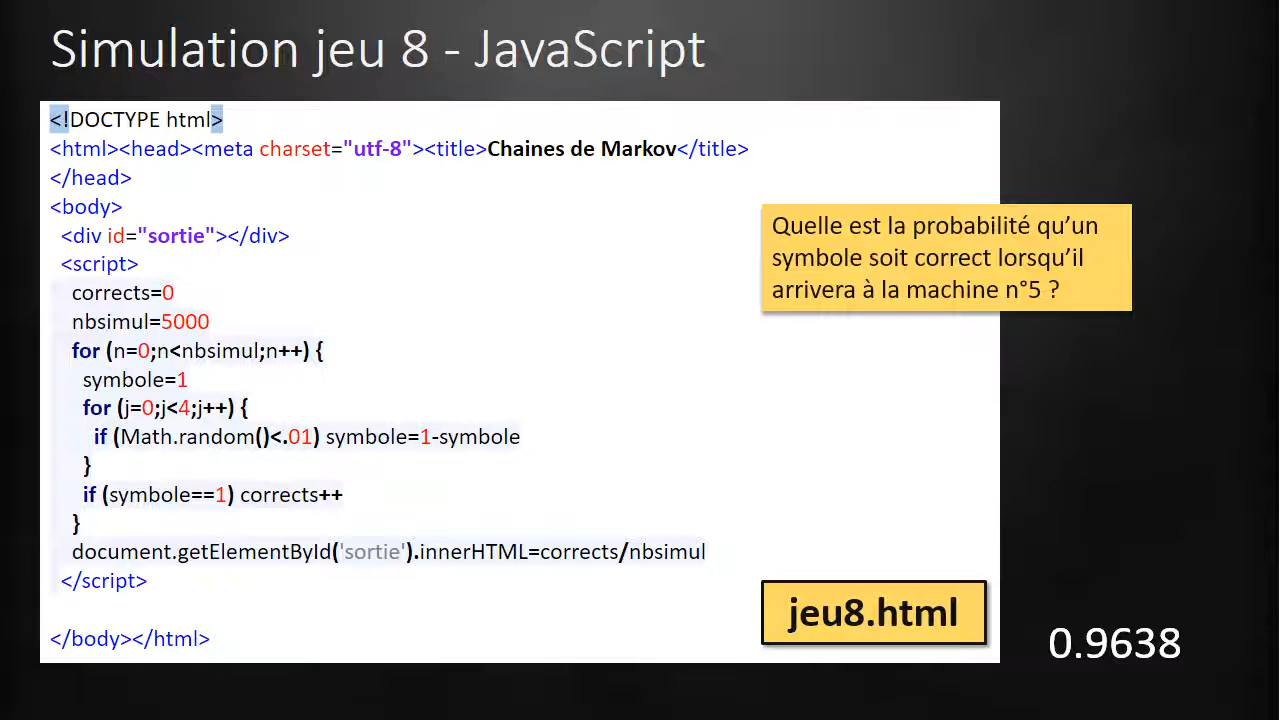 Simulation jeu 8 - JavaScript
<!DOCTYPE html>
<html><head><meta charset="utf-8"><title>Chaines de Markov</title>
</head>
<body>
<div id="sortie"></div>
<script>
corrects=0
nbsimul=5000
for (n=0;n<nbsimul;n++) {
symbole=1
for (j=0;j<4;j++) {
if (Math.random()<.01) symbole=1-symbole
}
if (symbole==1) corrects++
}
document.getElementById('sortie').innerHTML=corrects/nbsimul
</script>
</body></html>
Quelle est la probabilité qu’un
symbole soit correct lorsqu’il
arrivera à la machine n°5 ?
jeu8.html
0.9638